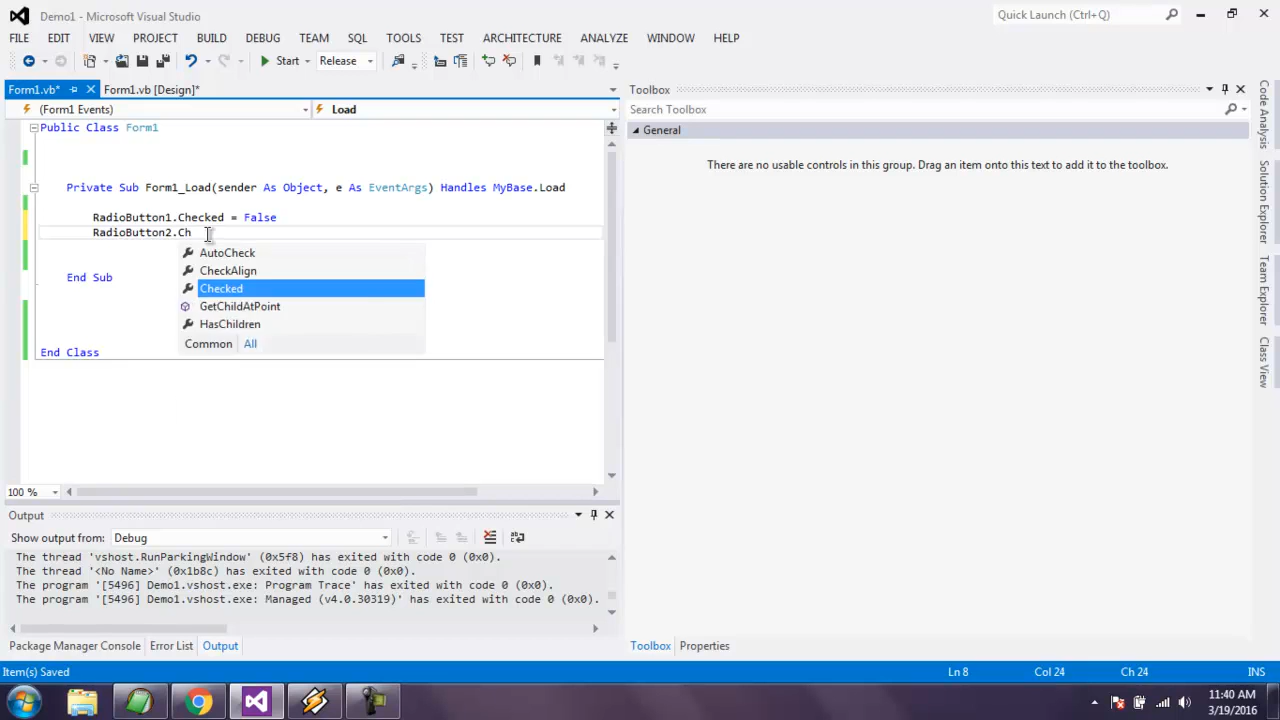 Demo1 - Microsoft Visual Studio
Quick Launch (Ctrl+Q)
FILE EDIT VIEW PROJECT BUILD DEBUG TEAM SQL TOOLS TEST ARCHITECTURE ANALYZE WINDOW HELP
Start Release
Form1.vb* Form1.vb [Design]*
(Form1 Events) Load
Public Class Form1
Private Sub Form1_Load(sender As Object, e As EventArgs) Handles MyBase.Load
RadioButton1.Checked = False
RadioButton2.Ch
AutoCheck
CheckAlign
Checked
GetChildAtPoint
HasChildren
Common All
End Sub
End Class
100 %
Toolbox
Search Toolbox
General
There are no usable controls in this group. Drag an item onto this text to add it to the toolbox.
Code Analysis
Solution Explorer
Team Explorer
Class View
Output
Show output from: Debug
The thread 'vshost.RunParkingWindow' (0x5f8) has exited with code 0 (0x0).
The thread '<No Name>' (0x1b8c) has exited with code 0 (0x0).
The program '[5496] Demo1.vshost.exe: Program Trace' has exited with code 0 (0x0).
The program '[5496] Demo1.vshost.exe: Managed (v4.0.30319)' has exited with code 0 (0x0).
Package Manager Console Error List Output
Toolbox Properties
Item(s) Saved Ln 8 Col 24 Ch 24 INS
11:40 AM
3/19/2016